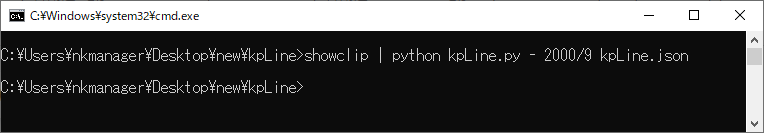 C:¥Windows¥system32¥cmd.exe
C:¥Users¥nkmanager¥Desktop¥new¥kpLine>showclip | python kpLine.py - 2000/9 kpLine.json
C:¥Users¥nkmanager¥Desktop¥new¥kpLine>